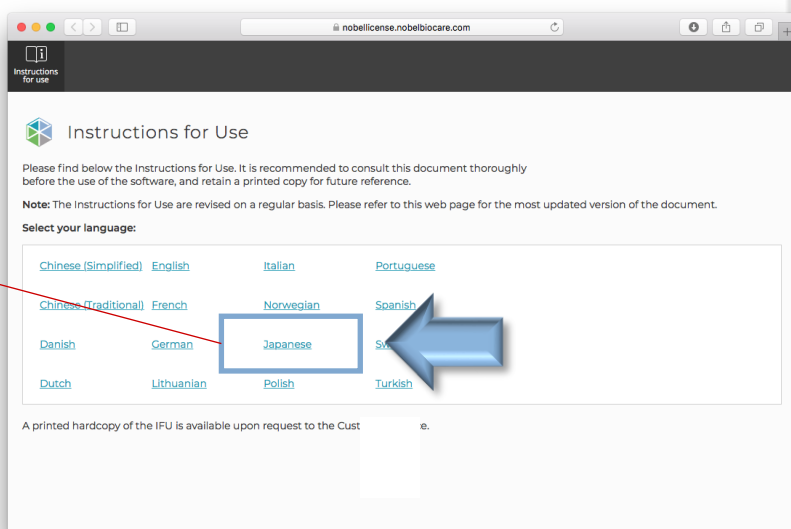 nobellicense.nobelbiocare.com
Instructions
for use
Instructions for Use
Please find below the Instructions for Use. It is recommended to consult this document thoroughly
before the use of the software, and retain a printed copy for future reference.
Note: The Instructions for Use are revised on a regular basis. Please refer to this web page for the most updated version of the document.
Select your language:
Chinese (Simplified) English Italian Portuguese
Chinese (Traditional) French Norwegian Spanish
Danish German Japanese
Dutch Lithuanian Polish Turkish
A printed hardcopy of the IFU is available upon request to the